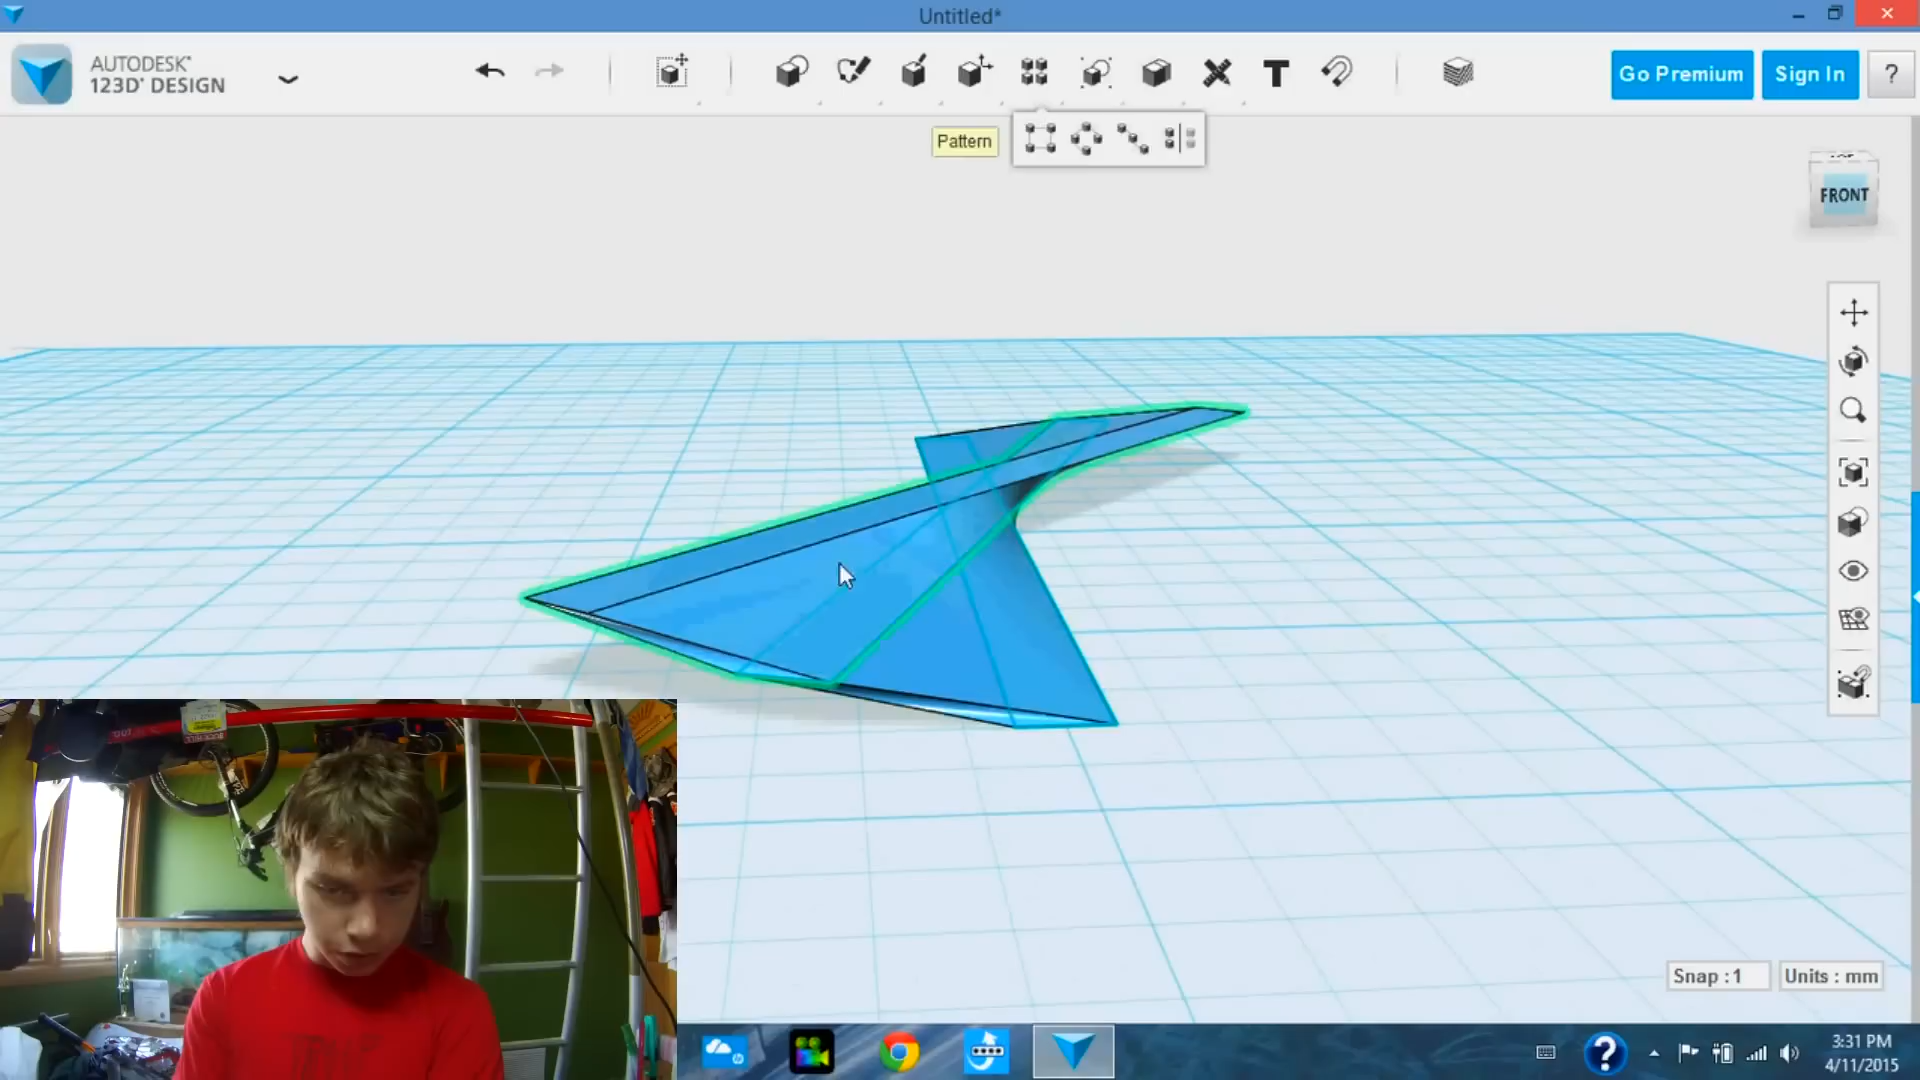 Untitled*
AUTODESK®
123D® DESIGN
Go Premium
Sign In
?
Pattern
FRONT
Snap : 1
Units : mm
?
3:31 PM
4/11/2015